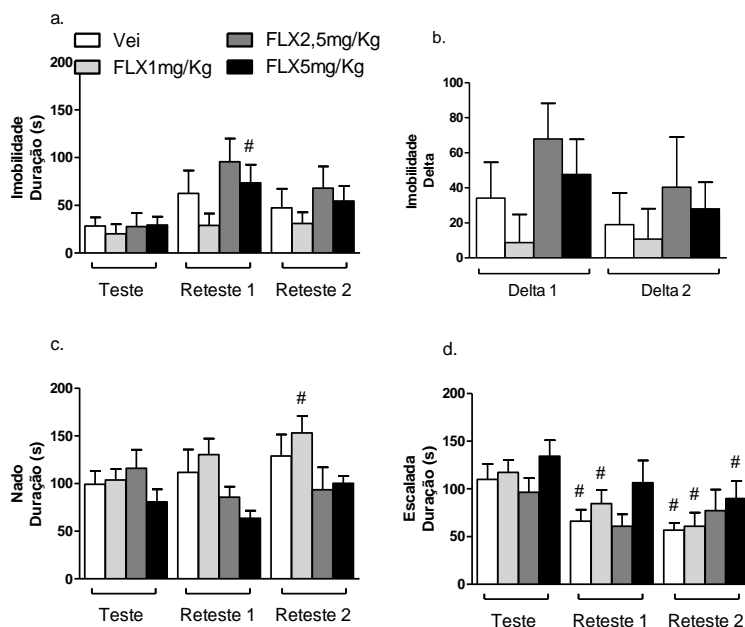 a.
Vei
FLX2,5mg/Kg
FLX1mg/Kg
FLX5mg/Kg
Imobilidade
Duração (s)
200
150
100
50
0
#
Teste
Reteste 1
Reteste 2
b.
Imobilidade
Delta
100
80
60
40
20
0
Delta 1
Delta 2
c.
Nado
Duração (s)
200
150
100
50
0
#
Teste
Reteste 1
Reteste 2
d.
Escalada
Duração (s)
200
150
100
50
0
# #
# # #
Teste
Reteste 1
Reteste 2